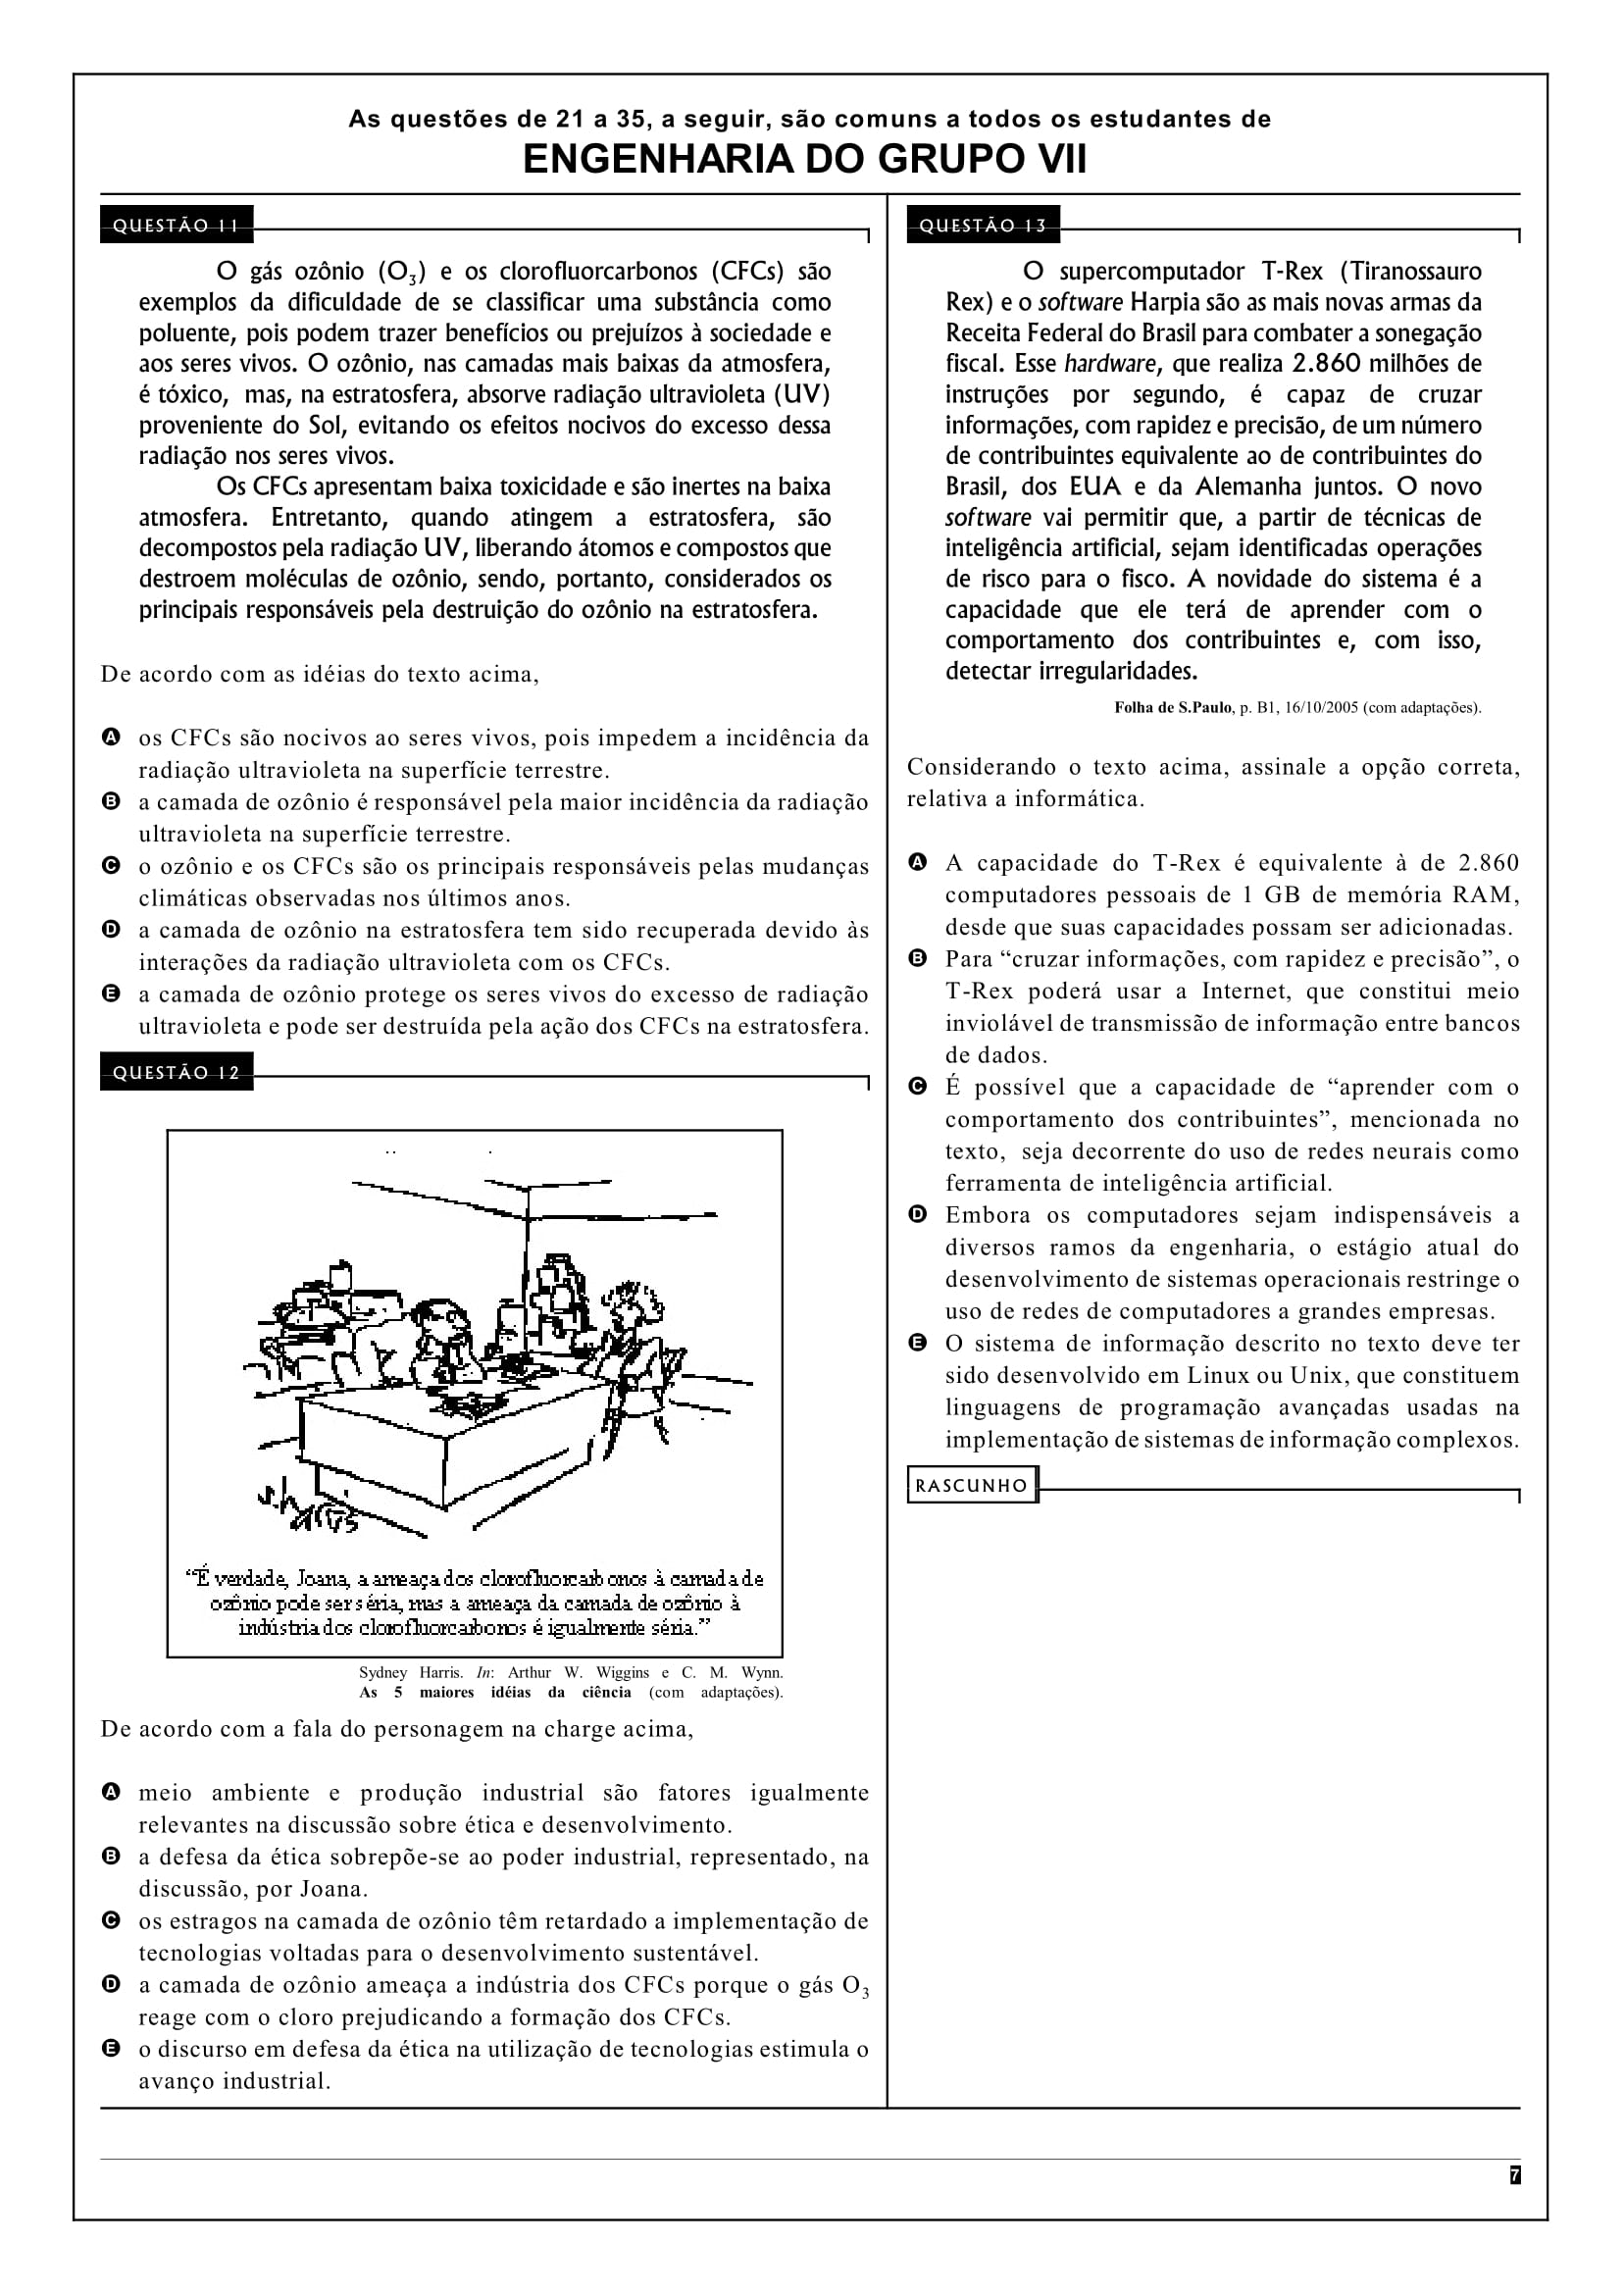 As questões de 21 a 35, a seguir, são comuns a todos os estudantes de
ENGENHARIA DO GRUPO VII
QUESTÃO 11
O gás ozônio (O₃) e os clorofluorcarbonos (CFCs) são
exemplos da dificuldade de se classificar uma substância como
poluente, pois podem trazer benefícios ou prejuízos à sociedade e
aos seres vivos. O ozônio, nas camadas mais baixas da atmosfera,
é tóxico, mas, na estratosfera, absorve radiação ultravioleta (UV)
proveniente do Sol, evitando os efeitos nocivos do excesso dessa
radiação nos seres vivos.
Os CFCs apresentam baixa toxicidade e são inertes na baixa
atmosfera. Entretanto, quando atingem a estratosfera, são
decompostos pela radiação UV, liberando átomos e compostos que
destroem moléculas de ozônio, sendo, portanto, considerados os
principais responsáveis pela destruição do ozônio na estratosfera.
De acordo com as idéias do texto acima,
A os CFCs são nocivos ao seres vivos, pois impedem a incidência da
radiação ultravioleta na superfície terrestre.
B a camada de ozônio é responsável pela maior incidência da radiação
ultravioleta na superfície terrestre.
C o ozônio e os CFCs são os principais responsáveis pelas mudanças
climáticas observadas nos últimos anos.
D a camada de ozônio na estratosfera tem sido recuperada devido às
interações da radiação ultravioleta com os CFCs.
E a camada de ozônio protege os seres vivos do excesso de radiação
ultravioleta e pode ser destruída pela ação dos CFCs na estratosfera.
QUESTÃO 12
"É verdade, Joana, a ameaça dos clorofluorcarbonos à camada de
ozônio pode ser séria, mas a ameaça da camada de ozônio à
indústria dos clorofluorcarbonos é igualmente séria."
Sydney Harris. In: Arthur W. Wiggins e C. M. Wynn.
As 5 maiores idéias da ciência (com adaptações).
De acordo com a fala do personagem na charge acima,
A meio ambiente e produção industrial são fatores igualmente
relevantes na discussão sobre ética e desenvolvimento.
B a defesa da ética sobrepõe-se ao poder industrial, representado, na
discussão, por Joana.
C os estragos na camada de ozônio têm retardado a implementação de
tecnologias voltadas para o desenvolvimento sustentável.
D a camada de ozônio ameaça a indústria dos CFCs porque o gás O₃
reage com o cloro prejudicando a formação dos CFCs.
E o discurso em defesa da ética na utilização de tecnologias estimula o
avanço industrial.
QUESTÃO 13
O supercomputador T-Rex (Tiranossauro
Rex) e o software Harpia são as mais novas armas da
Receita Federal do Brasil para combater a sonegação
fiscal. Esse hardware, que realiza 2.860 milhões de
instruções por segundo, é capaz de cruzar
informações, com rapidez e precisão, de um número
de contribuintes equivalente ao de contribuintes do
Brasil, dos EUA e da Alemanha juntos. O novo
software vai permitir que, a partir de técnicas de
inteligência artificial, sejam identificadas operações
de risco para o fisco. A novidade do sistema é a
capacidade que ele terá de aprender com o
comportamento dos contribuintes e, com isso,
detectar irregularidades.
Folha de S.Paulo, p. B1, 16/10/2005 (com adaptações).
Considerando o texto acima, assinale a opção correta,
relativa a informática.
A A capacidade do T-Rex é equivalente à de 2.860
computadores pessoais de 1 GB de memória RAM,
desde que suas capacidades possam ser adicionadas.
B Para “cruzar informações, com rapidez e precisão”, o
T-Rex poderá usar a Internet, que constitui meio
inviolável de transmissão de informação entre bancos
de dados.
C É possível que a capacidade de “aprender com o
comportamento dos contribuintes”, mencionada no
texto, seja decorrente do uso de redes neurais como
ferramenta de inteligência artificial.
D Embora os computadores sejam indispensáveis a
diversos ramos da engenharia, o estágio atual do
desenvolvimento de sistemas operacionais restringe o
uso de redes de computadores a grandes empresas.
E O sistema de informação descrito no texto deve ter
sido desenvolvido em Linux ou Unix, que constituem
linguagens de programação avançadas usadas na
implementação de sistemas de informação complexos.
RASCUNHO
7